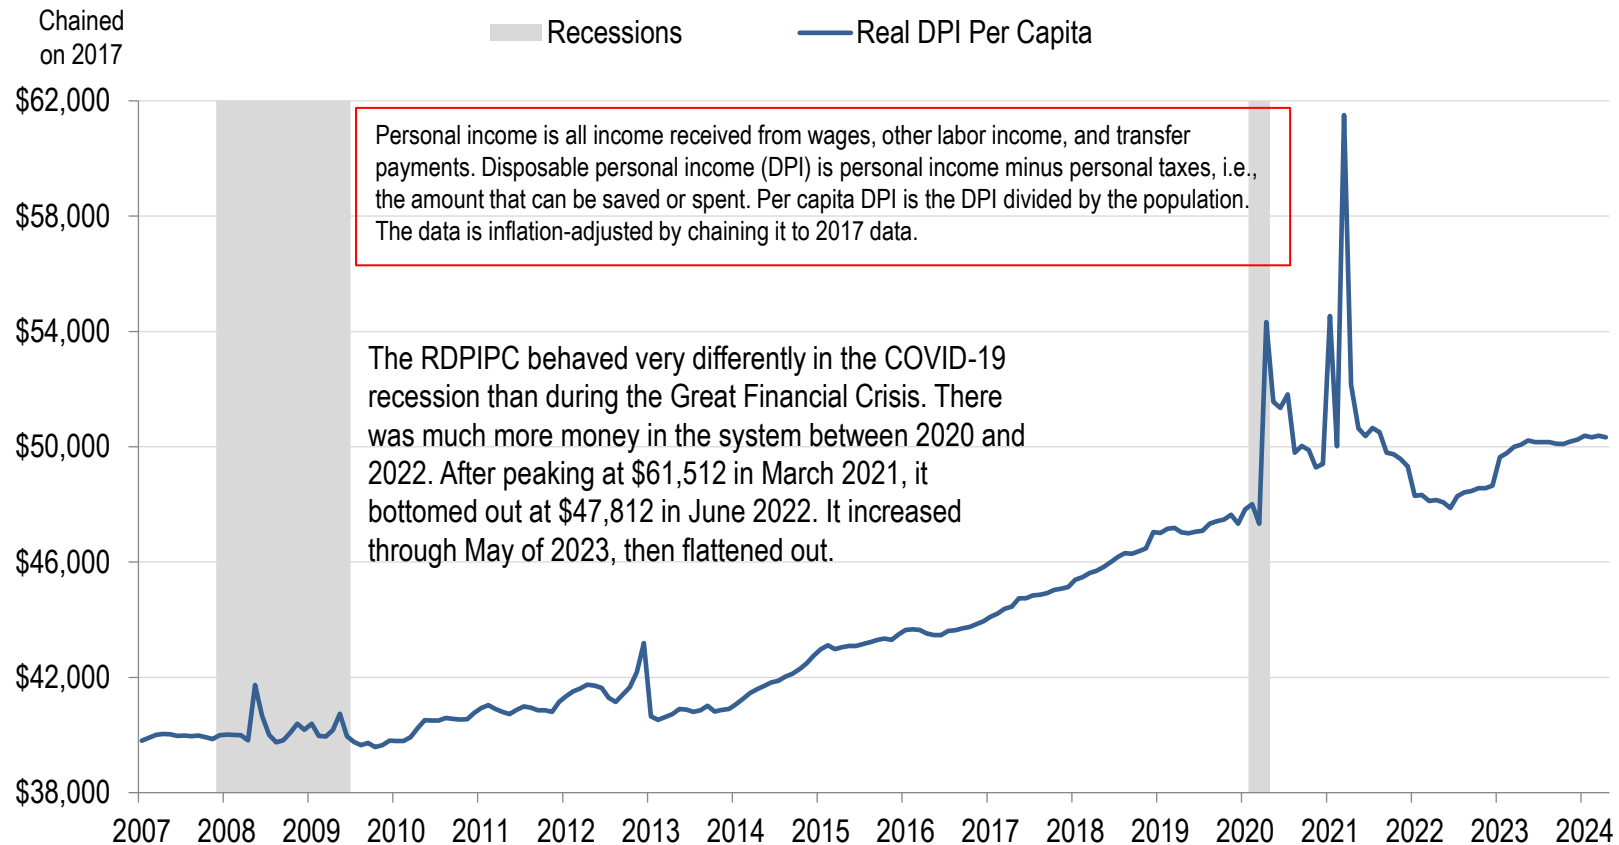 Chained
on 2017
Recessions
Real DPI Per Capita
$62,000
$58,000
$54,000
$50,000
$46,000
$42,000
$38,000
Personal income is all income received from wages, other labor income, and transfer
payments. Disposable personal income (DPI) is personal income minus personal taxes, i.e.,
the amount that can be saved or spent. Per capita DPI is the DPI divided by the population.
The data is inflation-adjusted by chaining it to 2017 data.
The RDPIPC behaved very differently in the COVID-19
recession than during the Great Financial Crisis. There
was much more money in the system between 2020 and
2022. After peaking at $61,512 in March 2021, it
bottomed out at $47,812 in June 2022. It increased
through May of 2023, then flattened out.
2007 2008 2009 2010 2011 2012 2013 2014 2015 2016 2017 2018 2019 2020 2021 2022 2023 2024